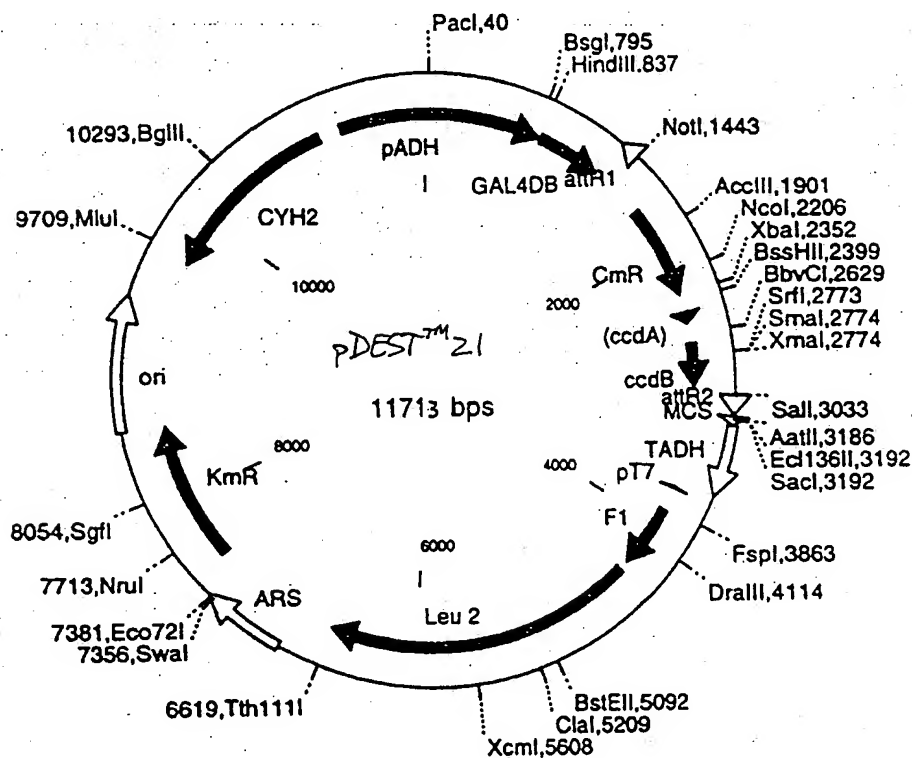 PacI,40
BsgI,795
HindIII.837
10293,BglII
NotI,1443
pADH
GAL4DB
attR1
AccIII,1901
NcoI,2206
XbaI,2352
BssHII,2399
BbvCI,2629
SrfI,2773
SmaI,2774
XmaI,2774
9709,MluI
CYH2
10000
CmR
2000
(ccdA)
pDEST™21
11713 bps
ccdB
attR2
MCS
SalI,3033
AatII,3186
Ecl136II,3192
SacI,3192
ori
TADH
KmR
8000
4000
pT7
F1
8054,SgfI
FspI,3863
7713,NruI
DraIII,4114
6000
ARS
Leu 2
7381,Eco72I
7356,SwaI
6619,Tth111I
BstEII,5092
ClaI,5209
XcmI,5608